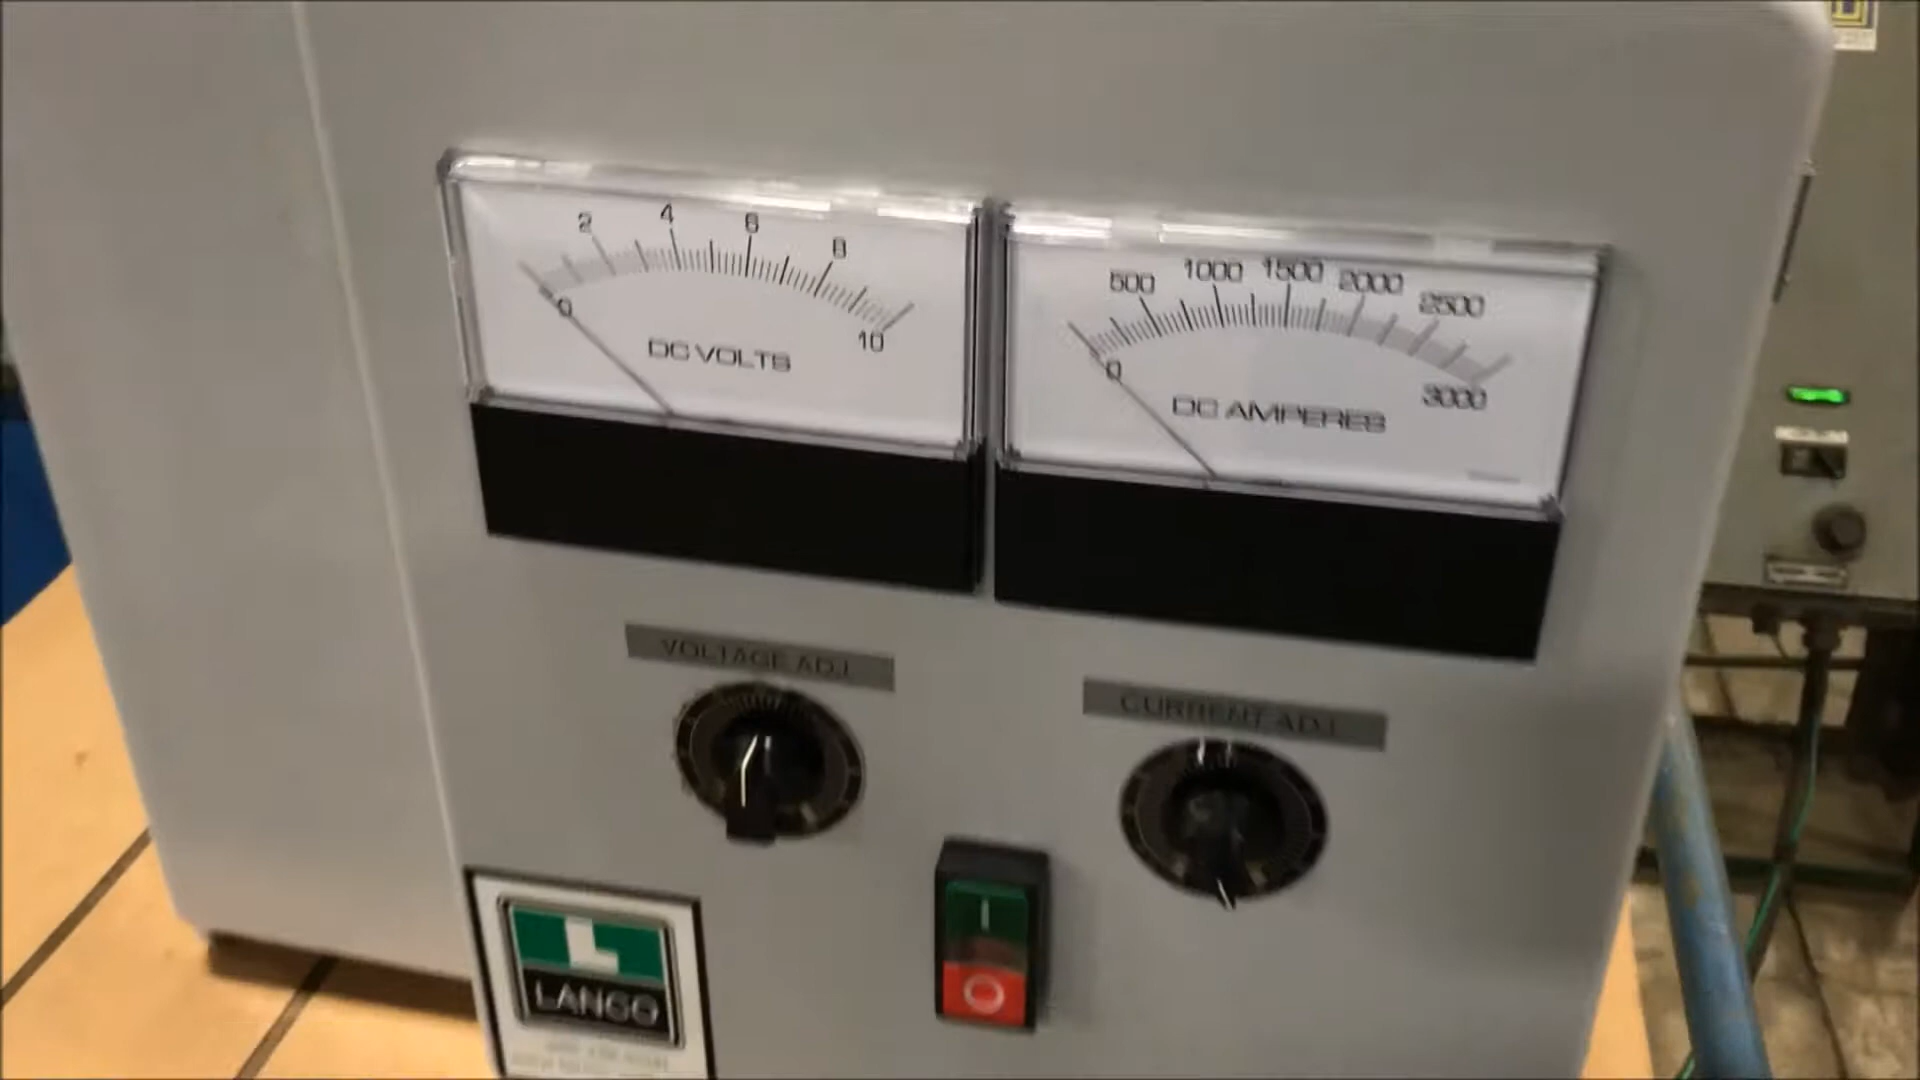 2 4 6 8
0 10
DC VOLTS
500 1000 1500 2000 2500
0 3000
DC AMPERES
VOLTAGE ADJ.
CURRENT ADJ.
I
O
L
LANCO